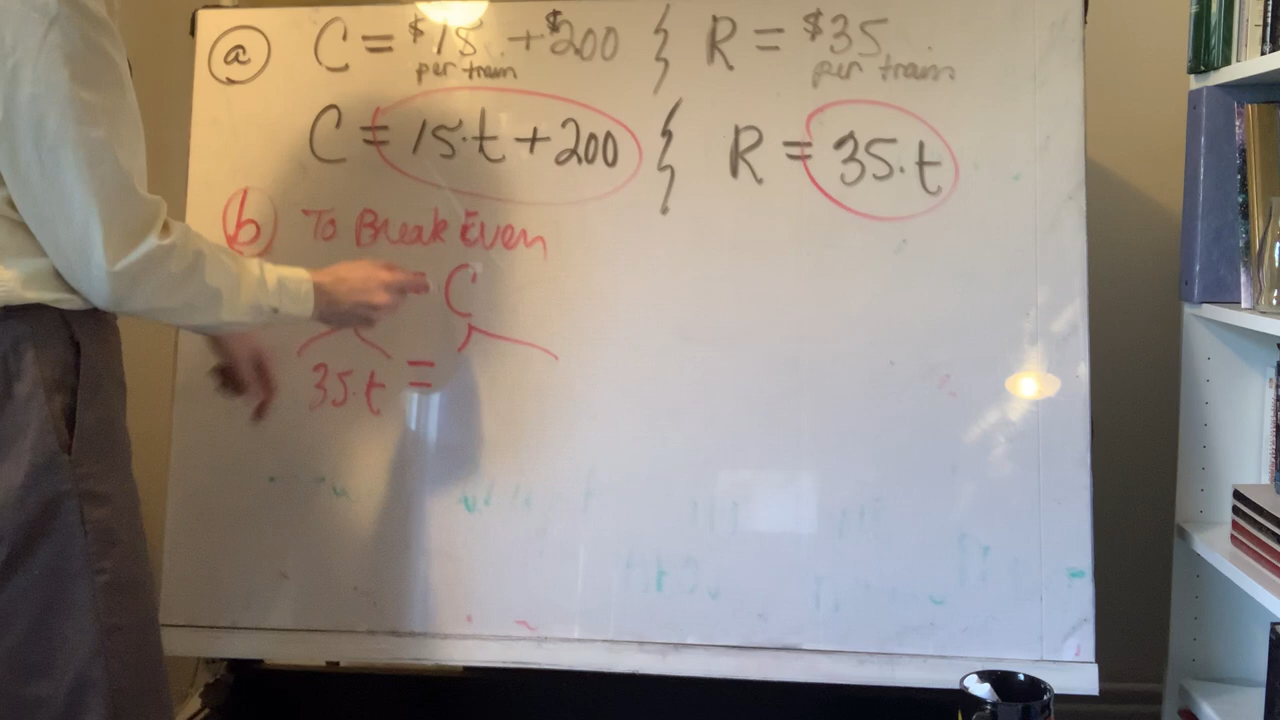 a C = $15 + $200 R = $35
per train per train
C = 15·t + 200 R = 35·t
b To Break Even
= C
35·t =